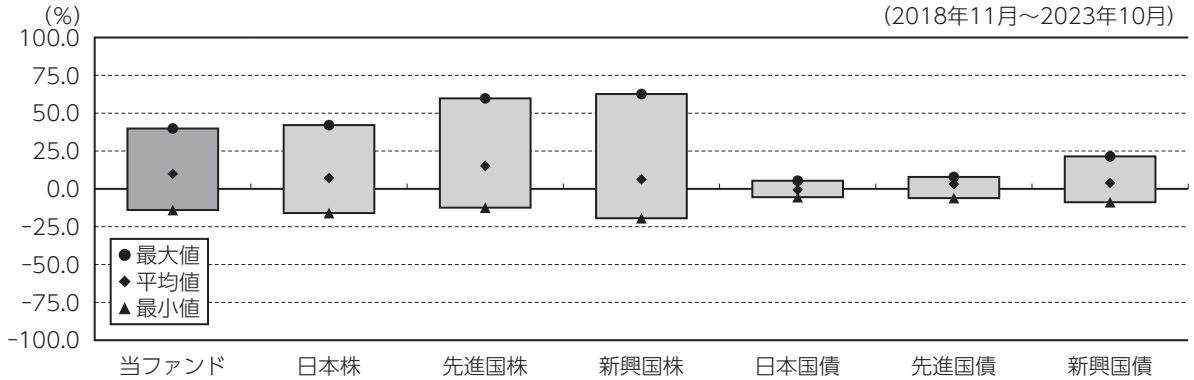 (%)
(2018年11月～2023年10月)
100.0
75.0
50.0
25.0
0.0
-25.0
-50.0
-75.0
-100.0
●最大値
◆平均値
▲最小値
当ファンド 日本株 先進国株 新興国株 日本国債 先進国債 新興国債